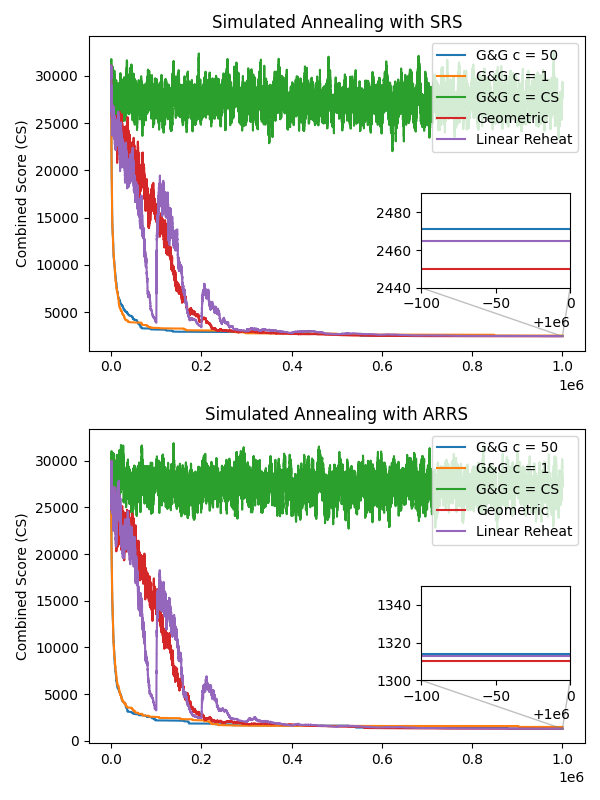 Simulated Annealing with SRS
Combined Score (CS)
30000
25000
20000
15000
10000
5000
G&G c = 50
G&G c = 1
G&G c = CS
Geometric
Linear Reheat
2480
2460
2440
−100
−50
0
+1e6
0.0
0.2
0.4
0.6
0.8
1.0
1e6
Simulated Annealing with ARRS
Combined Score (CS)
30000
25000
20000
15000
10000
5000
0
G&G c = 50
G&G c = 1
G&G c = CS
Geometric
Linear Reheat
1340
1320
1300
−100
−50
0
+1e6
0.0
0.2
0.4
0.6
0.8
1.0
1e6